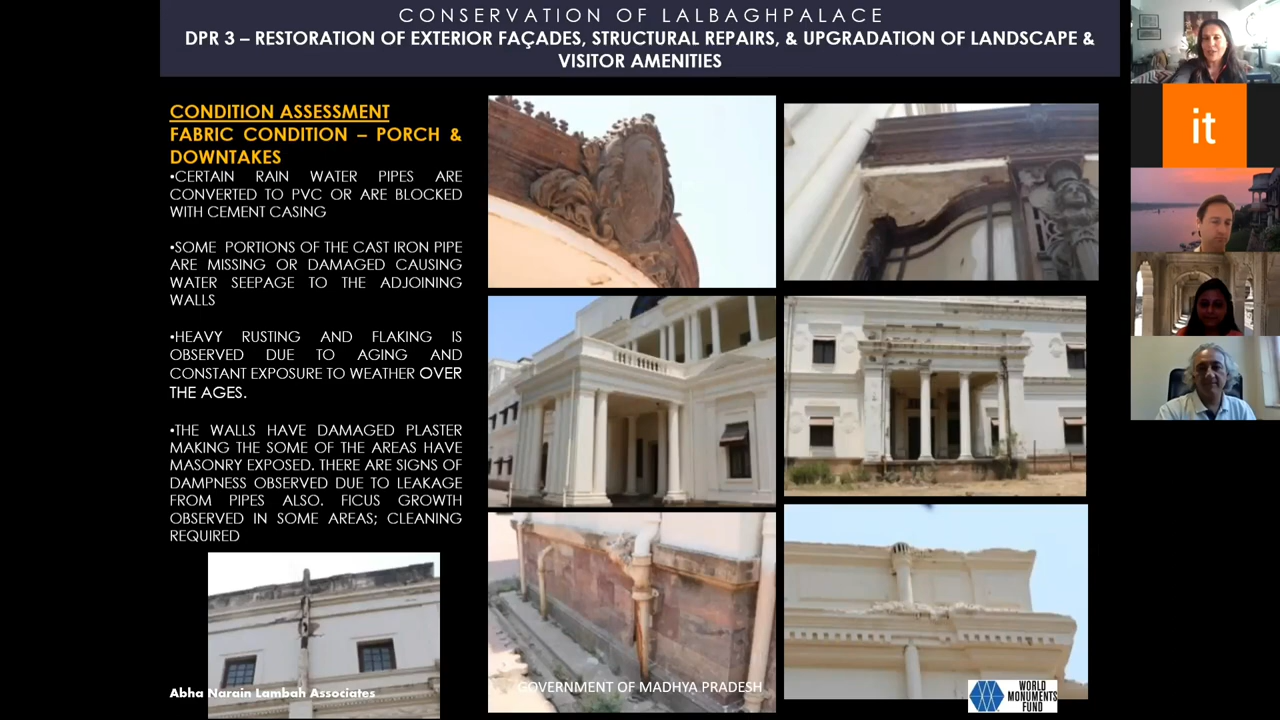 CONSERVATION OF LALBAGHPALACE
DPR 3 – RESTORATION OF EXTERIOR FAÇADES, STRUCTURAL REPAIRS, & UPGRADATION OF LANDSCAPE &
VISITOR AMENITIES
CONDITION ASSESSMENT
FABRIC CONDITION – PORCH &
DOWNTAKES
•CERTAIN RAIN WATER PIPES ARE
CONVERTED TO PVC OR ARE BLOCKED
WITH CEMENT CASING
•SOME PORTIONS OF THE CAST IRON PIPE
ARE MISSING OR DAMAGED CAUSING
WATER SEEPAGE TO THE ADJOINING
WALLS
•HEAVY RUSTING AND FLAKING IS
OBSERVED DUE TO AGING AND
CONSTANT EXPOSURE TO WEATHER OVER
THE AGES.
•THE WALLS HAVE DAMAGED PLASTER
MAKING THE SOME OF THE AREAS HAVE
MASONRY EXPOSED. THERE ARE SIGNS OF
DAMPNESS OBSERVED DUE TO LEAKAGE
FROM PIPES ALSO. FICUS GROWTH
OBSERVED IN SOME AREAS; CLEANING
REQUIRED
Abha Narain Lambah Associates
GOVERNMENT OF MADHYA PRADESH
WORLD
MONUMENTS
FUND
it